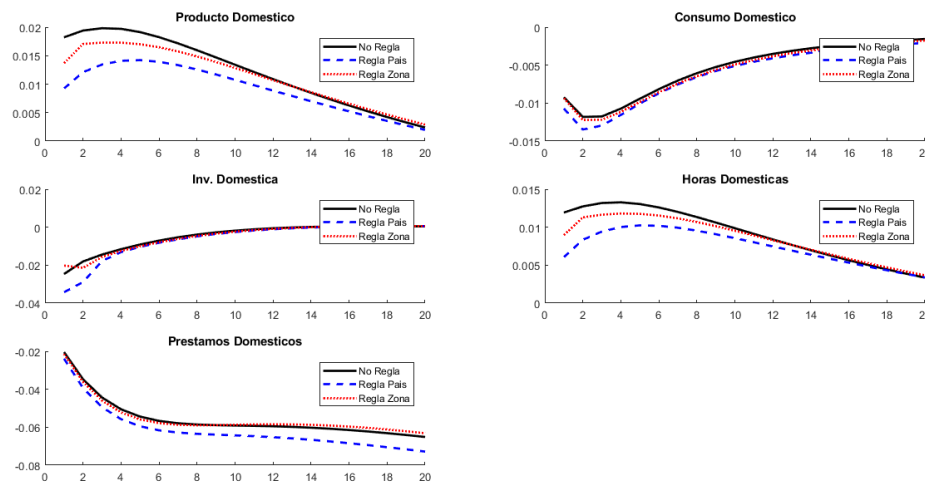 Producto Domestico
0.02
0.015
0.01
0.005
0
0 2 4 6 8 10 12 14 16 18 20
No Regla
Regla Pais
Regla Zona
Consumo Domestico
0
-0.005
-0.01
-0.015
0 2 4 6 8 10 12 14 16 18 20
No Regla
Regla Pais
Regla Zona
Inv. Domestica
0.02
0
-0.02
-0.04
0 2 4 6 8 10 12 14 16 18 20
No Regla
Regla Pais
Regla Zona
Horas Domesticas
0.015
0.01
0.005
0
0 2 4 6 8 10 12 14 16 18 20
No Regla
Regla Pais
Regla Zona
Prestamos Domesticos
-0.02
-0.04
-0.06
-0.08
0 2 4 6 8 10 12 14 16 18 20
No Regla
Regla Pais
Regla Zona